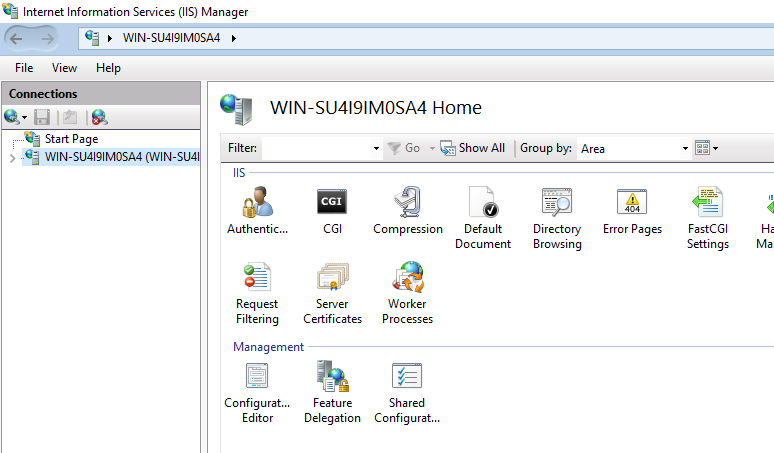 Internet Information Services (IIS) Manager
WIN-SU4I9IM0SA4
File View Help
Connections
Start Page
WIN-SU4I9IM0SA4 (WIN-SU4I
WIN-SU4I9IM0SA4 Home
Filter: Go Show All Group by: Area
IIS
Authentic... CGI Compression Default Document Directory Browsing Error Pages FastCGI Settings Ha Ma
CGI
404
Request Filtering Server Certificates Worker Processes
Management
Configurat... Editor Feature Delegation Shared Configurat...